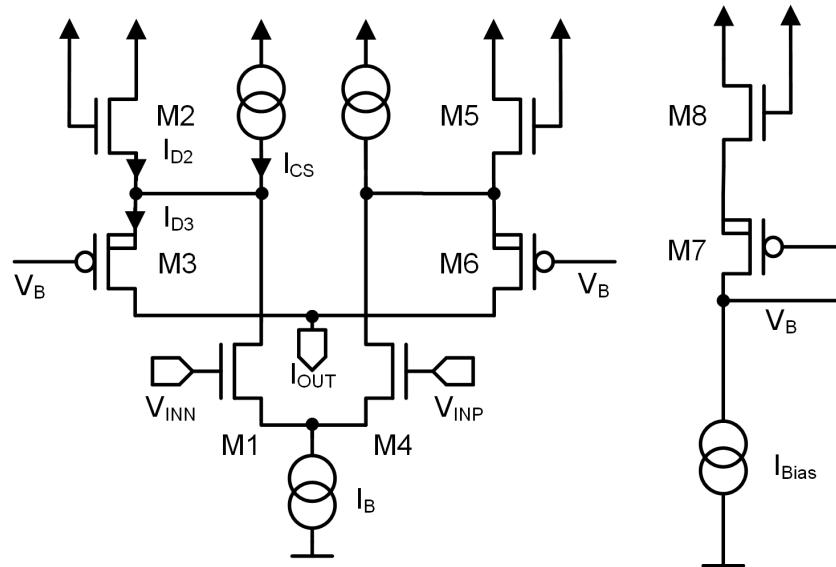 M2
I_D2
I_CS
I_D3
M3
V_B
M5
M6
V_B
I_OUT
V_INN
V_INP
M1
M4
I_B
M8
M7
V_B
I_Bias